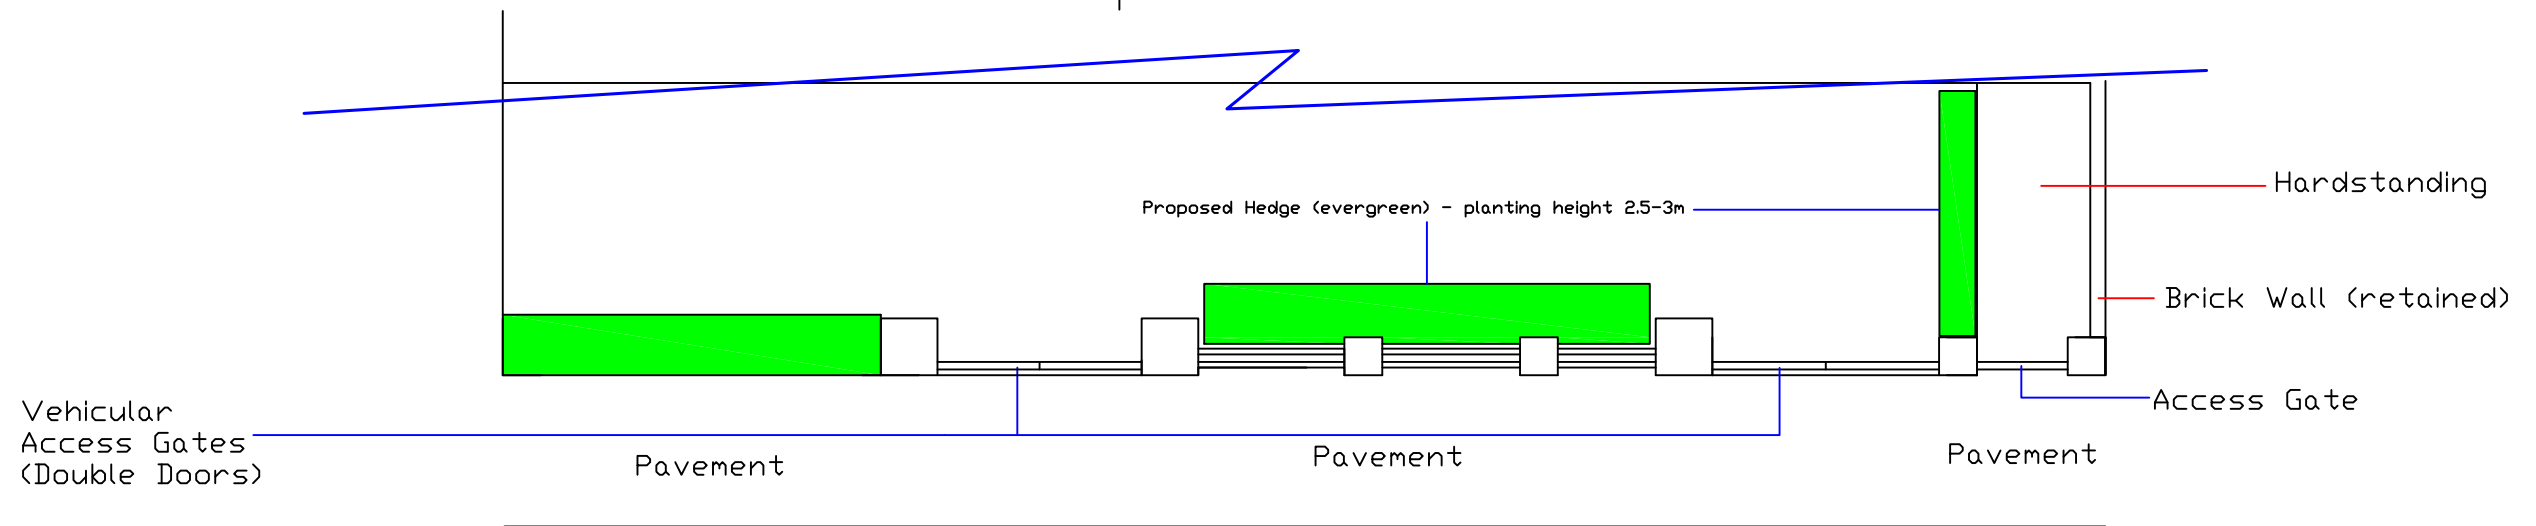 Proposed Hedge (evergreen) - planting height 2.5-3m
Hardstanding
Brick Wall (retained)
Access Gate
Vehicular
Access Gates
(Double Doors)
Pavement
Pavement
Pavement